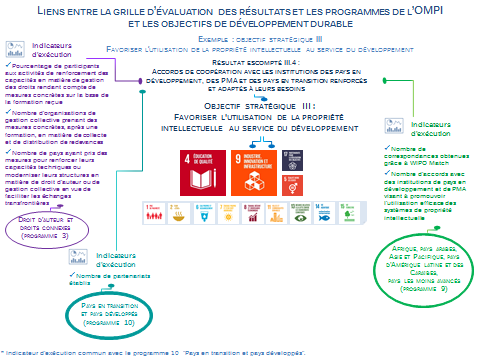 LIENS ENTRE LA GRILLE D'ÉVALUATION DES RÉSULTATS ET LES PROGRAMMES DE L'OMPI
ET LES OBJECTIFS DE DÉVELOPPEMENT DURABLE
EXEMPLE : OBJECTIF STRATÉGIQUE III
FAVORISER L'UTILISATION DE LA PROPRIÉTÉ INTELLECTUELLE AU SERVICE DU DÉVELOPPEMENT
Indicateurs
d'exécution
✓Pourcentage de participants
aux activités de renforcement des
capacités en matière de gestion
des droits rendant compte de
mesures concrètes sur la base de
la formation reçue
✓Nombre d'organisations de
gestion collective prenant des
mesures concrètes, après une
formation, en matière de collecte
et de distribution de redevances
✓Nombre de pays ayant pris des
mesures pour renforcer leurs
capacités techniques ou
moderniser leurs structures en
matière de droit d'auteur ou de
gestion collective en vue de
faciliter les échanges
transfrontières
DROIT D'AUTEUR ET
DROITS CONNEXES
(PROGRAMME 3)
RÉSULTAT ESCOMPTÉ III.4 :
ACCORDS DE COOPÉRATION AVEC LES INSTITUTIONS DES PAYS EN
DÉVELOPPEMENT, DES PMA ET DES PAYS EN TRANSITION RENFORCÉS
ET ADAPTÉS À LEURS BESOINS
OBJECTIF STRATÉGIQUE III :
FAVORISER L'UTILISATION DE LA PROPRIÉTÉ
INTELLECTUELLE AU SERVICE DU DÉVELOPPEMENT
4 ÉDUCATION
DE QUALITÉ
9 INDUSTRIE,
INNOVATION ET
INFRASTRUCTURE
17
Indicateurs
d'exécution
✓Nombre de
correspondances obtenues
grâce à WIPO Match
✓Nombre d'accords avec
des institutions de pays en
développement et de PMA
visant à promouvoir
l'utilisation efficace des
systèmes de propriété
intellectuelle
AFRIQUE, PAYS ARABES,
ASIE ET PACIFIQUE, PAYS
D'AMÉRIQUE LATINE ET DES
CARAÏBES,
PAYS LES MOINS AVANCÉS
(PROGRAMME 9)
Indicateurs
d'exécution
✓Nombre de partenariats
établis
PAYS EN TRANSITION
ET PAYS DÉVELOPPÉS
(PROGRAMME 10)
* Indicateur d'exécution commun avec le programme 10 "Pays en transition et pays développés".